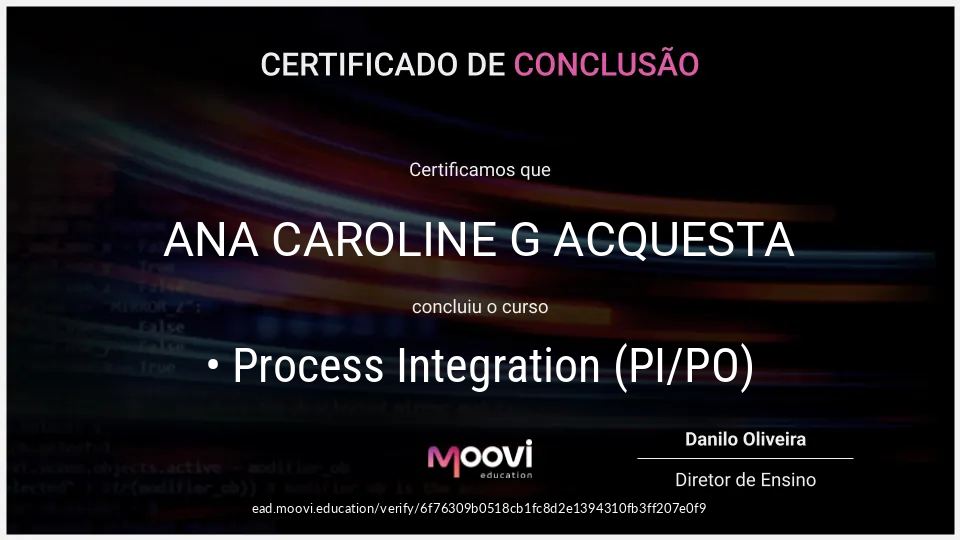 CERTIFICADO DE CONCLUSÃO
Certificamos que
ANA CAROLINE G ACQUESTA
concluiu o curso
• Process Integration (PI/PO)
Moovi
education
Danilo Oliveira
Diretor de Ensino
ead.moovi.education/verify/6f76309b0518cb1fc8d2e1394310fb3ff207e0f9